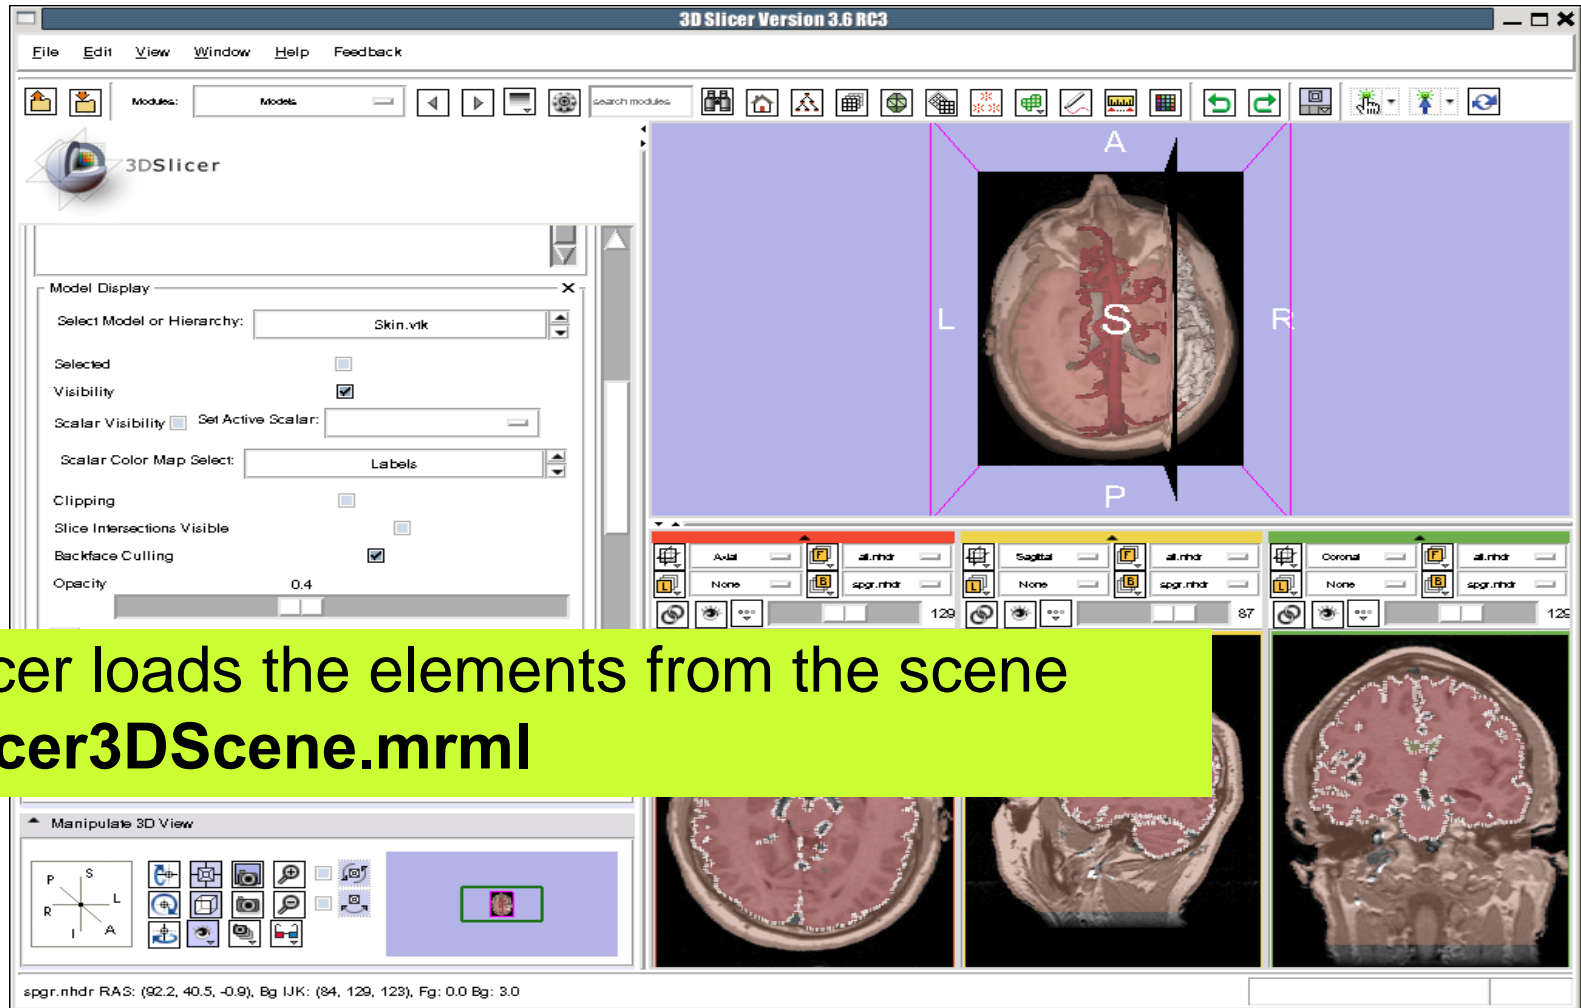 3D Slicer Version 3.6 RC3
File Edit View Window Help Feedback
Modules: Models search modules
3DSlicer
Model Display
Select Model or Hierarchy: Skin.vtk
Selected
Visibility
Scalar Visibility Set Active Scalar:
Scalar Color Map Select: Labels
Clipping
Slice Intersections Visible
Backface Culling
Opacity 0.4
A
L S R
P
Axial F all.nhdr
L None B spgr.nhdr
129
Sagittal F all.nhdr
L None B spgr.nhdr
87
Coronal F all.nhdr
L None B spgr.nhdr
129
cer loads the elements from the scene
cer3DScene.mrml
Manipulate 3D View
P S
R L
I A
spgr.nhdr RAS: (92.2, 40.5, -0.9), Bg IJK: (84, 129, 123), Fg: 0.0 Bg: 3.0